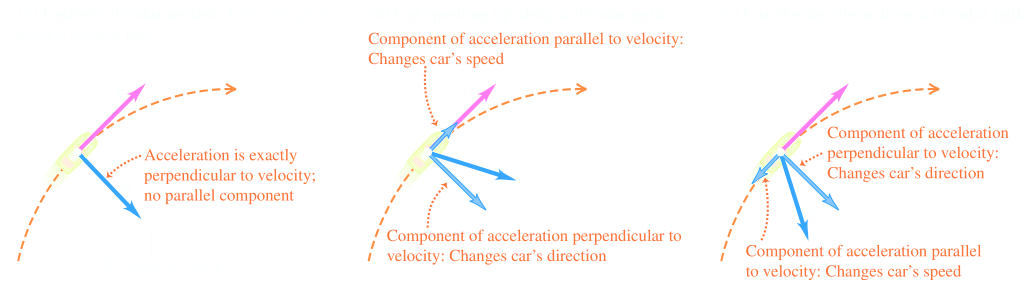 Component of acceleration parallel to velocity:
Changes car’s speed
Acceleration is exactly
perpendicular to velocity;
no parallel component
Component of acceleration perpendicular to
velocity: Changes car’s direction
Component of acceleration
perpendicular to velocity:
Changes car’s direction
Component of acceleration parallel
to velocity: Changes car’s speed